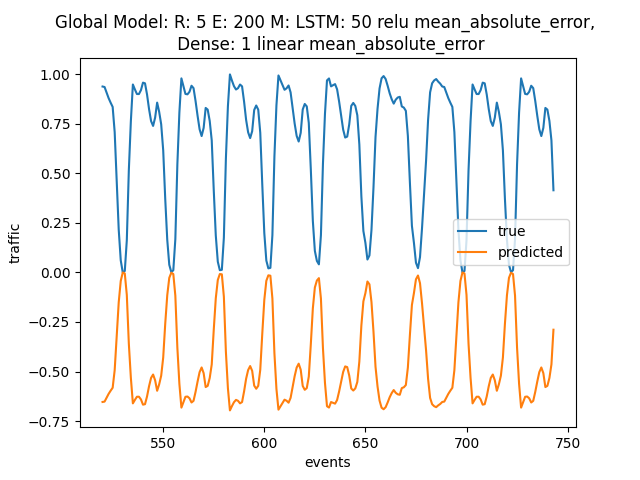 Global Model: R: 5 E: 200 M: LSTM: 50 relu mean_absolute_error,
Dense: 1 linear mean_absolute_error
1.00
0.75
0.50
0.25
0.00
−0.25
−0.50
−0.75
traffic
true
predicted
550
600
650
700
750
events